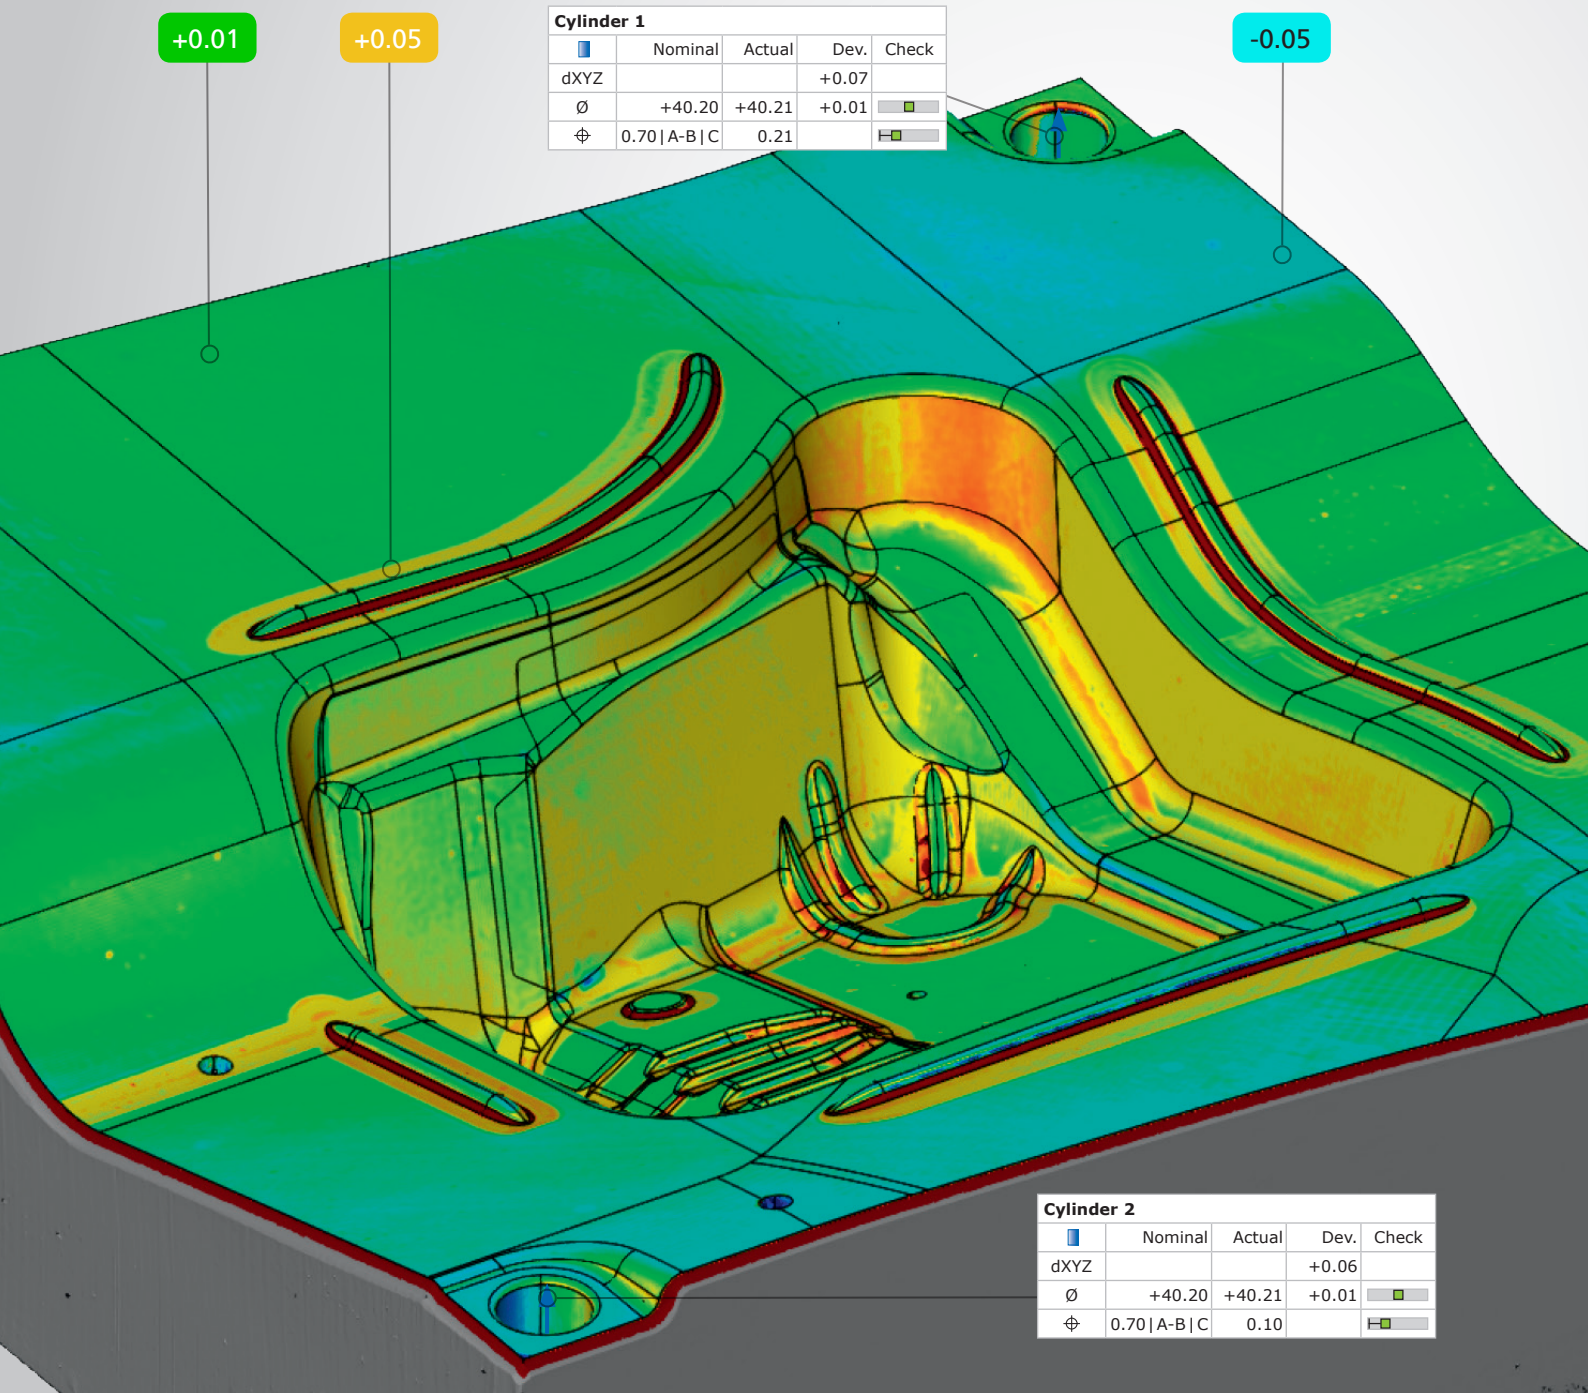 +0.01
+0.05
-0.05
Cylinder 1
Nominal Actual Dev. Check
dXYZ +0.07
Ø +40.20 +40.21 +0.01
⌖ 0.70|A-B|C 0.21
Cylinder 2
Nominal Actual Dev. Check
dXYZ +0.06
Ø +40.20 +40.21 +0.01
⌖ 0.70|A-B|C 0.10